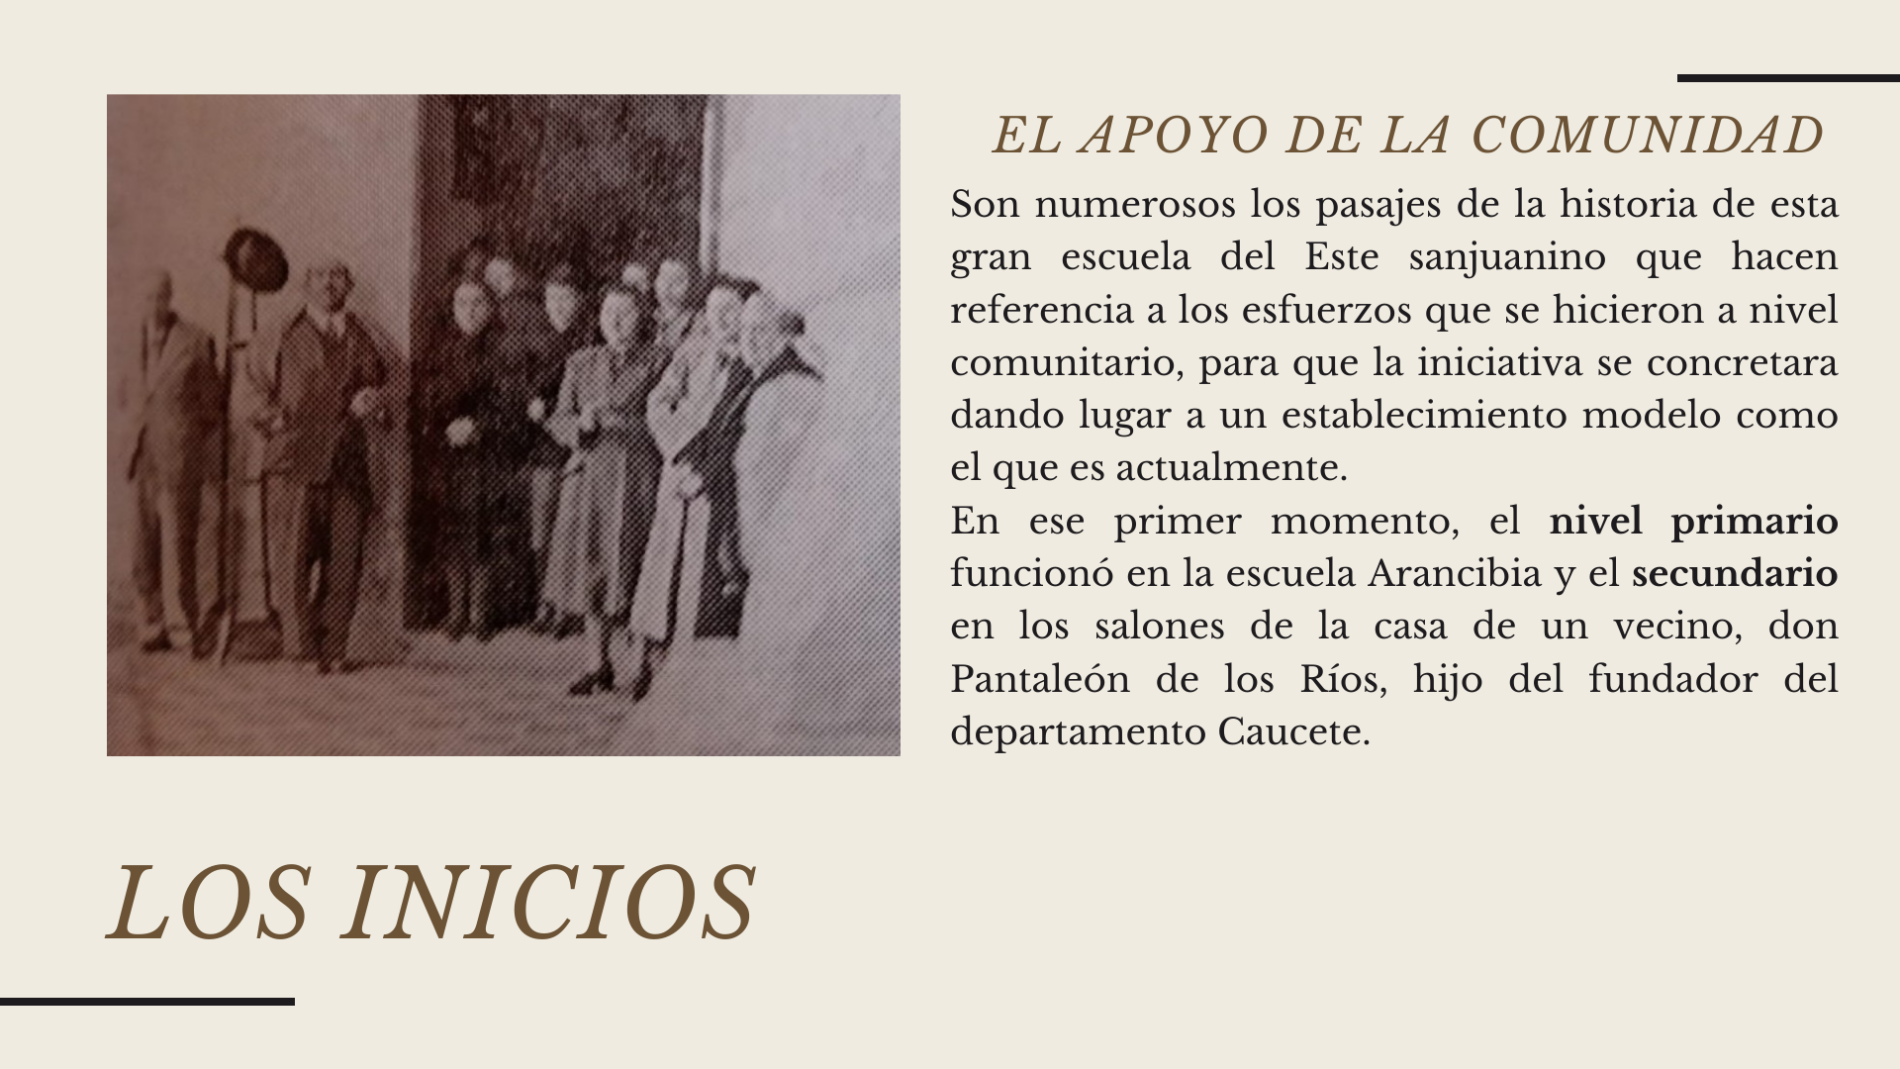 EL APOYO DE LA COMUNIDAD
Son numerosos los pasajes de la historia de esta
gran escuela del Este sanjuanino que hacen
referencia a los esfuerzos que se hicieron a nivel
comunitario, para que la iniciativa se concretara
dando lugar a un establecimiento modelo como
el que es actualmente.
En ese primer momento, el nivel primario
funcionó en la escuela Arancibia y el secundario
en los salones de la casa de un vecino, don
Pantaleón de los Ríos, hijo del fundador del
departamento Caucete.
LOS INICIOS